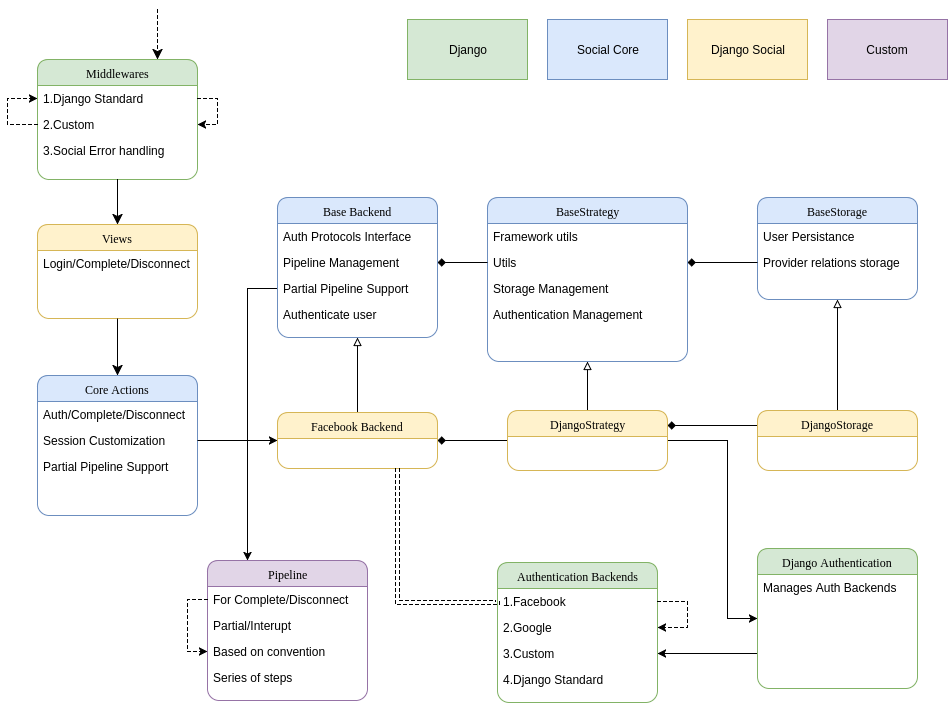 Django
Social Core
Django Social
Custom
Middlewares
1.Django Standard
2.Custom
3.Social Error handling
Views
Login/Complete/Disconnect
Core Actions
Auth/Complete/Disconnect
Session Customization
Partial Pipeline Support
Base Backend
Auth Protocols Interface
Pipeline Management
Partial Pipeline Support
Authenticate user
BaseStrategy
Framework utils
Utils
Storage Management
Authentication Management
BaseStorage
User Persistance
Provider relations storage
Facebook Backend
DjangoStrategy
DjangoStorage
Pipeline
For Complete/Disconnect
Partial/Interupt
Based on convention
Series of steps
Authentication Backends
1.Facebook
2.Google
3.Custom
4.Django Standard
Django Authentication
Manages Auth Backends